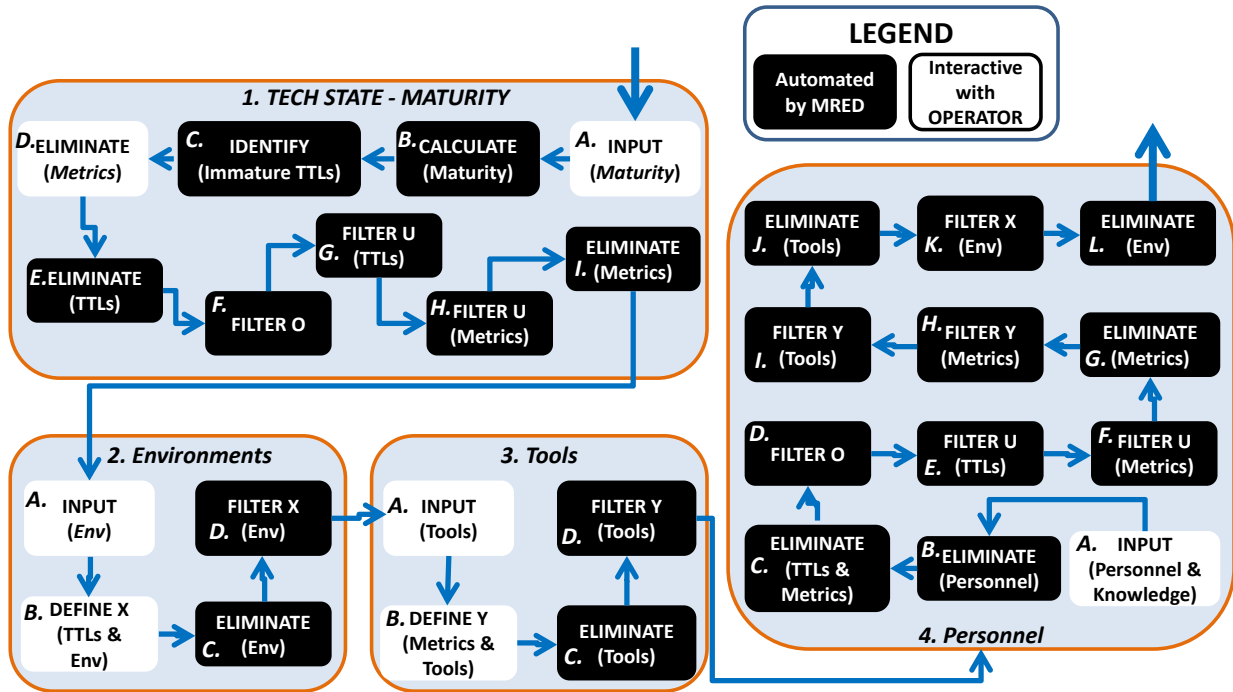 LEGEND
Automated
by MRED
Interactive
with
OPERATOR
1. TECH STATE - MATURITY
A.
INPUT
(Maturity)
B.
CALCULATE
(Maturity)
C.
IDENTIFY
(Immature TTLs)
D.
ELIMINATE
(Metrics)
E.
ELIMINATE
(TTLs)
F.
FILTER O
FILTER U
G.
(TTLs)
H.
FILTER U
(Metrics)
ELIMINATE
I.
(Metrics)
2. Environments
A.
INPUT
(Env)
B.
DEFINE X
(TTLs &
Env)
ELIMINATE
C.
(Env)
FILTER X
D.
(Env)
3. Tools
A.
INPUT
(Tools)
B.
DEFINE Y
(Metrics &
Tools)
ELIMINATE
C.
(Tools)
FILTER Y
D.
(Tools)
ELIMINATE
J.
(Tools)
FILTER X
K.
(Env)
ELIMINATE
L.
(Env)
FILTER Y
I.
(Tools)
H.
FILTER Y
(Metrics)
ELIMINATE
G.
(Metrics)
D.
FILTER O
FILTER U
E.
(TTLs)
F.
FILTER U
(Metrics)
ELIMINATE
C.
(TTLs &
Metrics)
B.
ELIMINATE
(Personnel)
A.
INPUT
(Personnel &
Knowledge)
4. Personnel